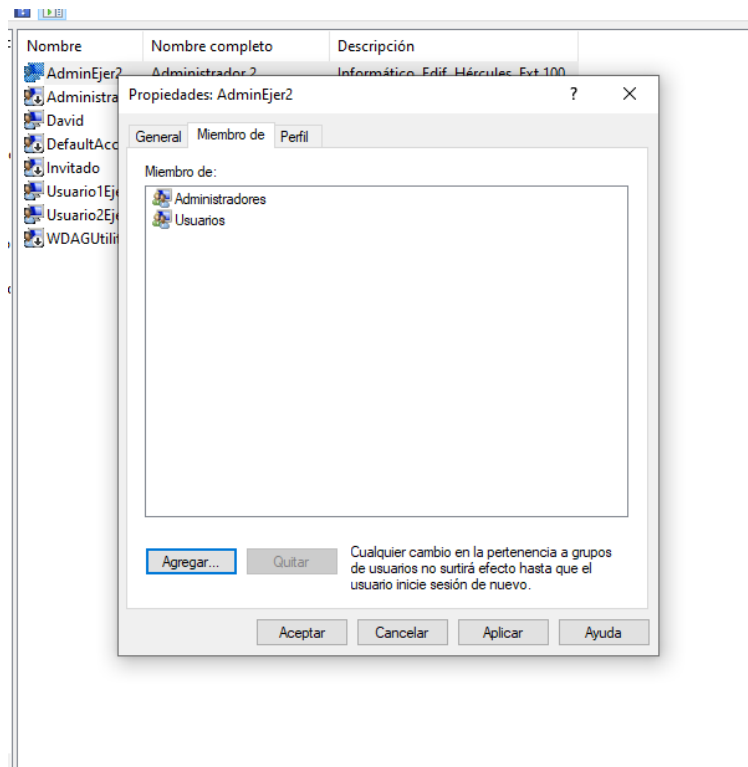 Nombre Nombre completo Descripción
AdminEjer2 Administrador 2 Informático, Edif. Hércules, Ext.100
Administra
David
DefaultAcc
Invitado
Usuario1Eje
Usuario2Eje
WDAGUtilit
Propiedades: AdminEjer2 ?
General Miembro de Perfil
Miembro de:
Administradores
Usuarios
Agregar... Quitar
Cualquier cambio en la pertenencia a grupos
de usuarios no surtirá efecto hasta que el
usuario inicie sesión de nuevo.
Aceptar Cancelar Aplicar Ayuda